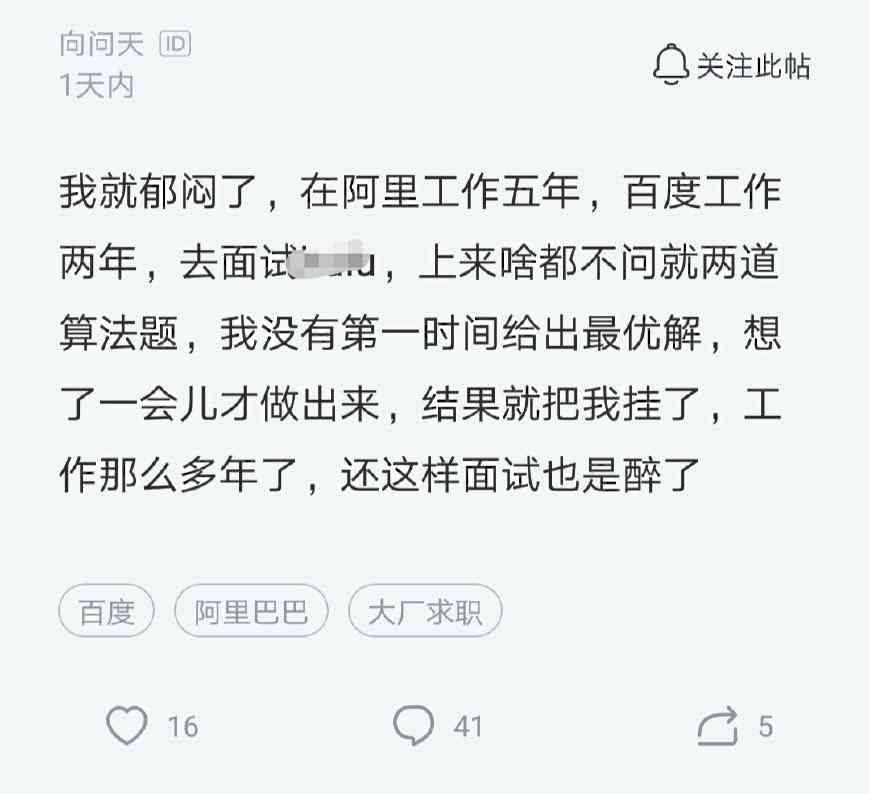 向问天 ID
1天内
关注此帖
我就郁闷了，在阿里工作五年，百度工作
两年，去面试，上来啥都不问就两道
算法题，我没有第一时间给出最优解，想
了一会儿才做出来，结果就把我挂了，工
作那么多年了，还这样面试也是醉了
百度 阿里巴巴 大厂求职
16 41 5